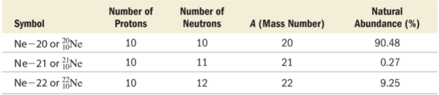 Symbol Number of Protons Number of Neutrons A (Mass Number) Natural Abundance (%)
Ne–20 or ²⁰₁₀Ne 10 10 20 90.48
Ne–21 or ²¹₁₀Ne 10 11 21 0.27
Ne–22 or ²²₁₀Ne 10 12 22 9.25